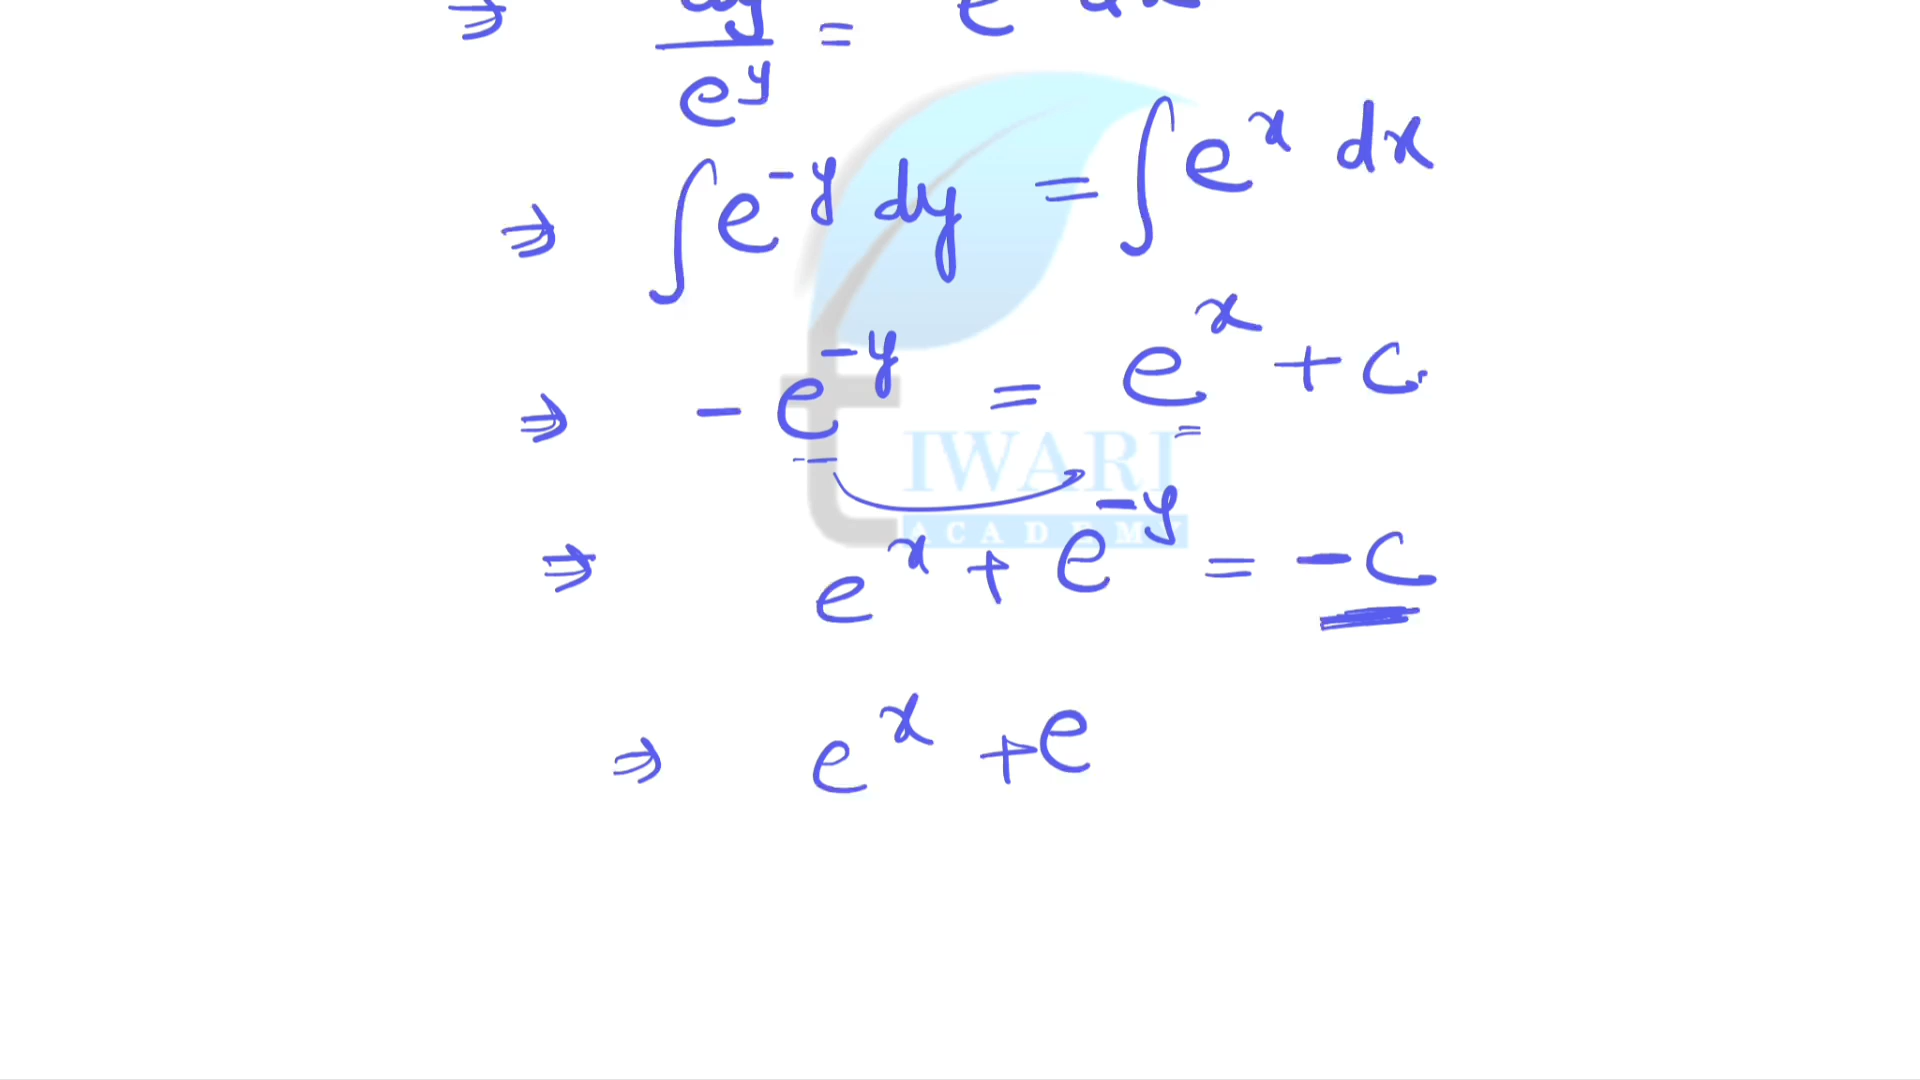 ⇒ dy/e^y = e^x dx
⇒ ∫e^-y dy = ∫e^x dx
⇒ -e^-y = e^x + c
IWARI
ACADEMY
⇒ e^x + e^-y = -c
⇒ e^x + e